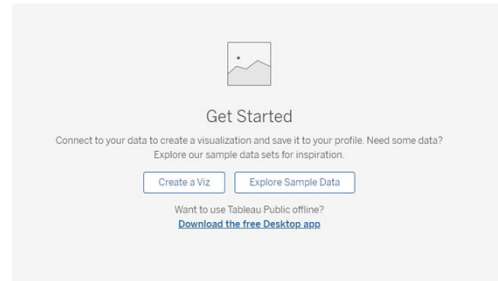 Get Started
Connect to your data to create a visualization and save it to your profile. Need some data?
Explore our sample data sets for inspiration.
Create a Viz
Explore Sample Data
Want to use Tableau Public offline?
Download the free Desktop app